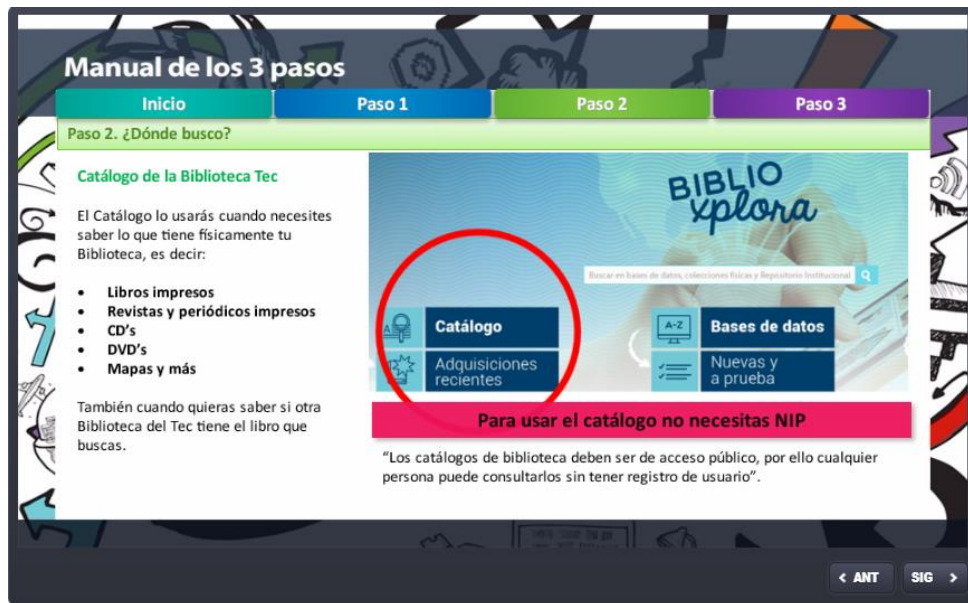 Manual de los 3 pasos
Inicio
Paso 1
Paso 2
Paso 3
Paso 2. ¿Dónde busco?
Catálogo de la Biblioteca Tec
El Catálogo lo usarás cuando necesites
saber lo que tiene físicamente tu
Biblioteca, es decir:
• Libros impresos
• Revistas y periódicos impresos
• CD’s
• DVD’s
• Mapas y más
También cuando quieras saber si otra
Biblioteca del Tec tiene el libro que
buscas.
BIBLIO
xplora
Buscar en bases de datos, colecciones físicas y Repositorio Institucional
Catálogo
A-Z
Bases de datos
Adquisiciones
recientes
Nuevas y
a prueba
Para usar el catálogo no necesitas NIP
“Los catálogos de biblioteca deben ser de acceso público, por ello cualquier
persona puede consultarlos sin tener registro de usuario”.
< ANT
SIG >